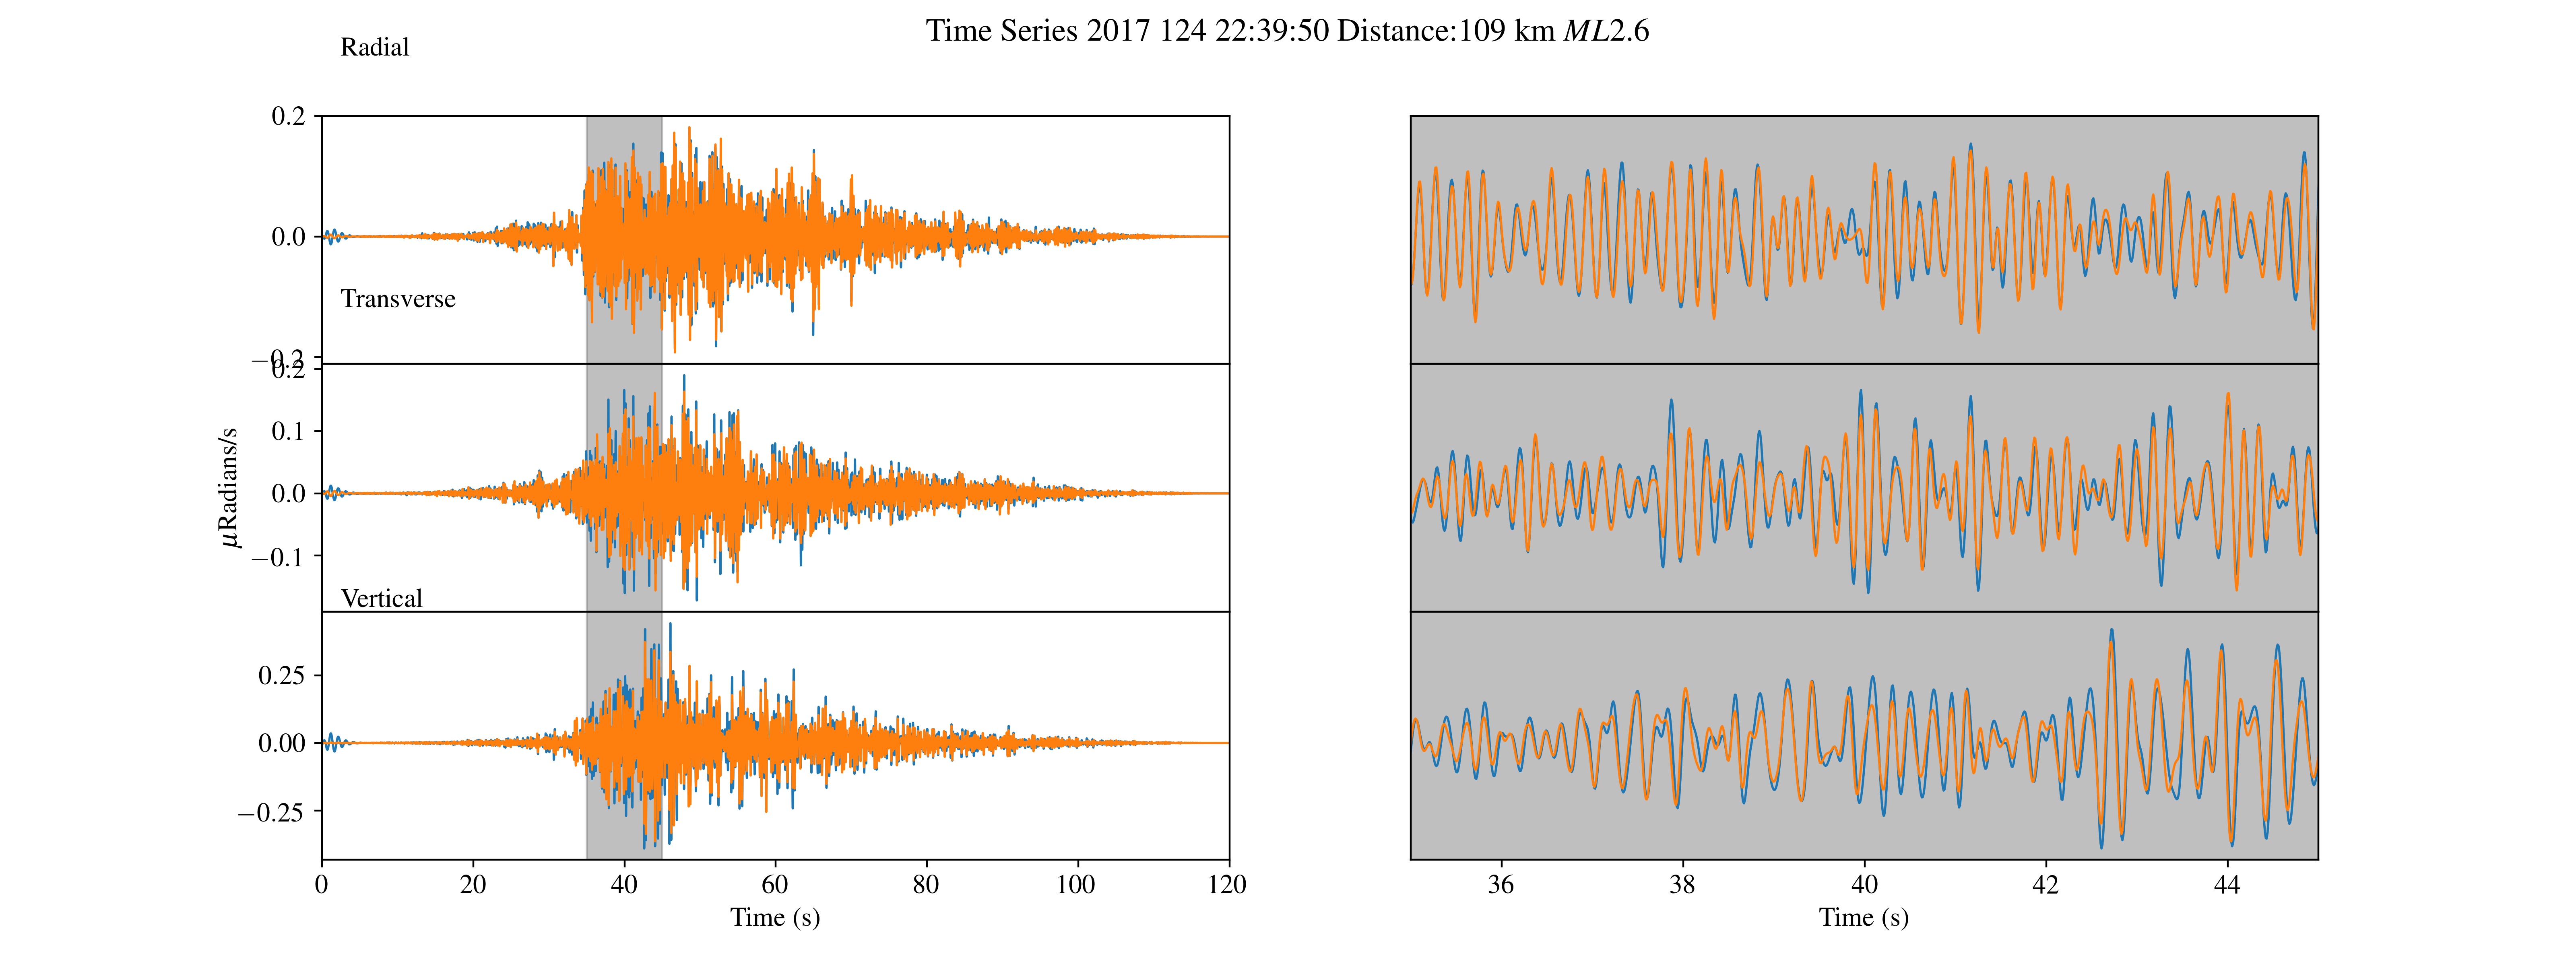 Time Series 2017 124 22:39:50 Distance:109 km ML2.6
Radial
0.2
0.0
−0.2
Transverse
0.2
0.1
0.0
−0.1
μRadians/s
Vertical
0.25
0.00
−0.25
0 20 40 60 80 100 120
Time (s)
36 38 40 42 44
Time (s)